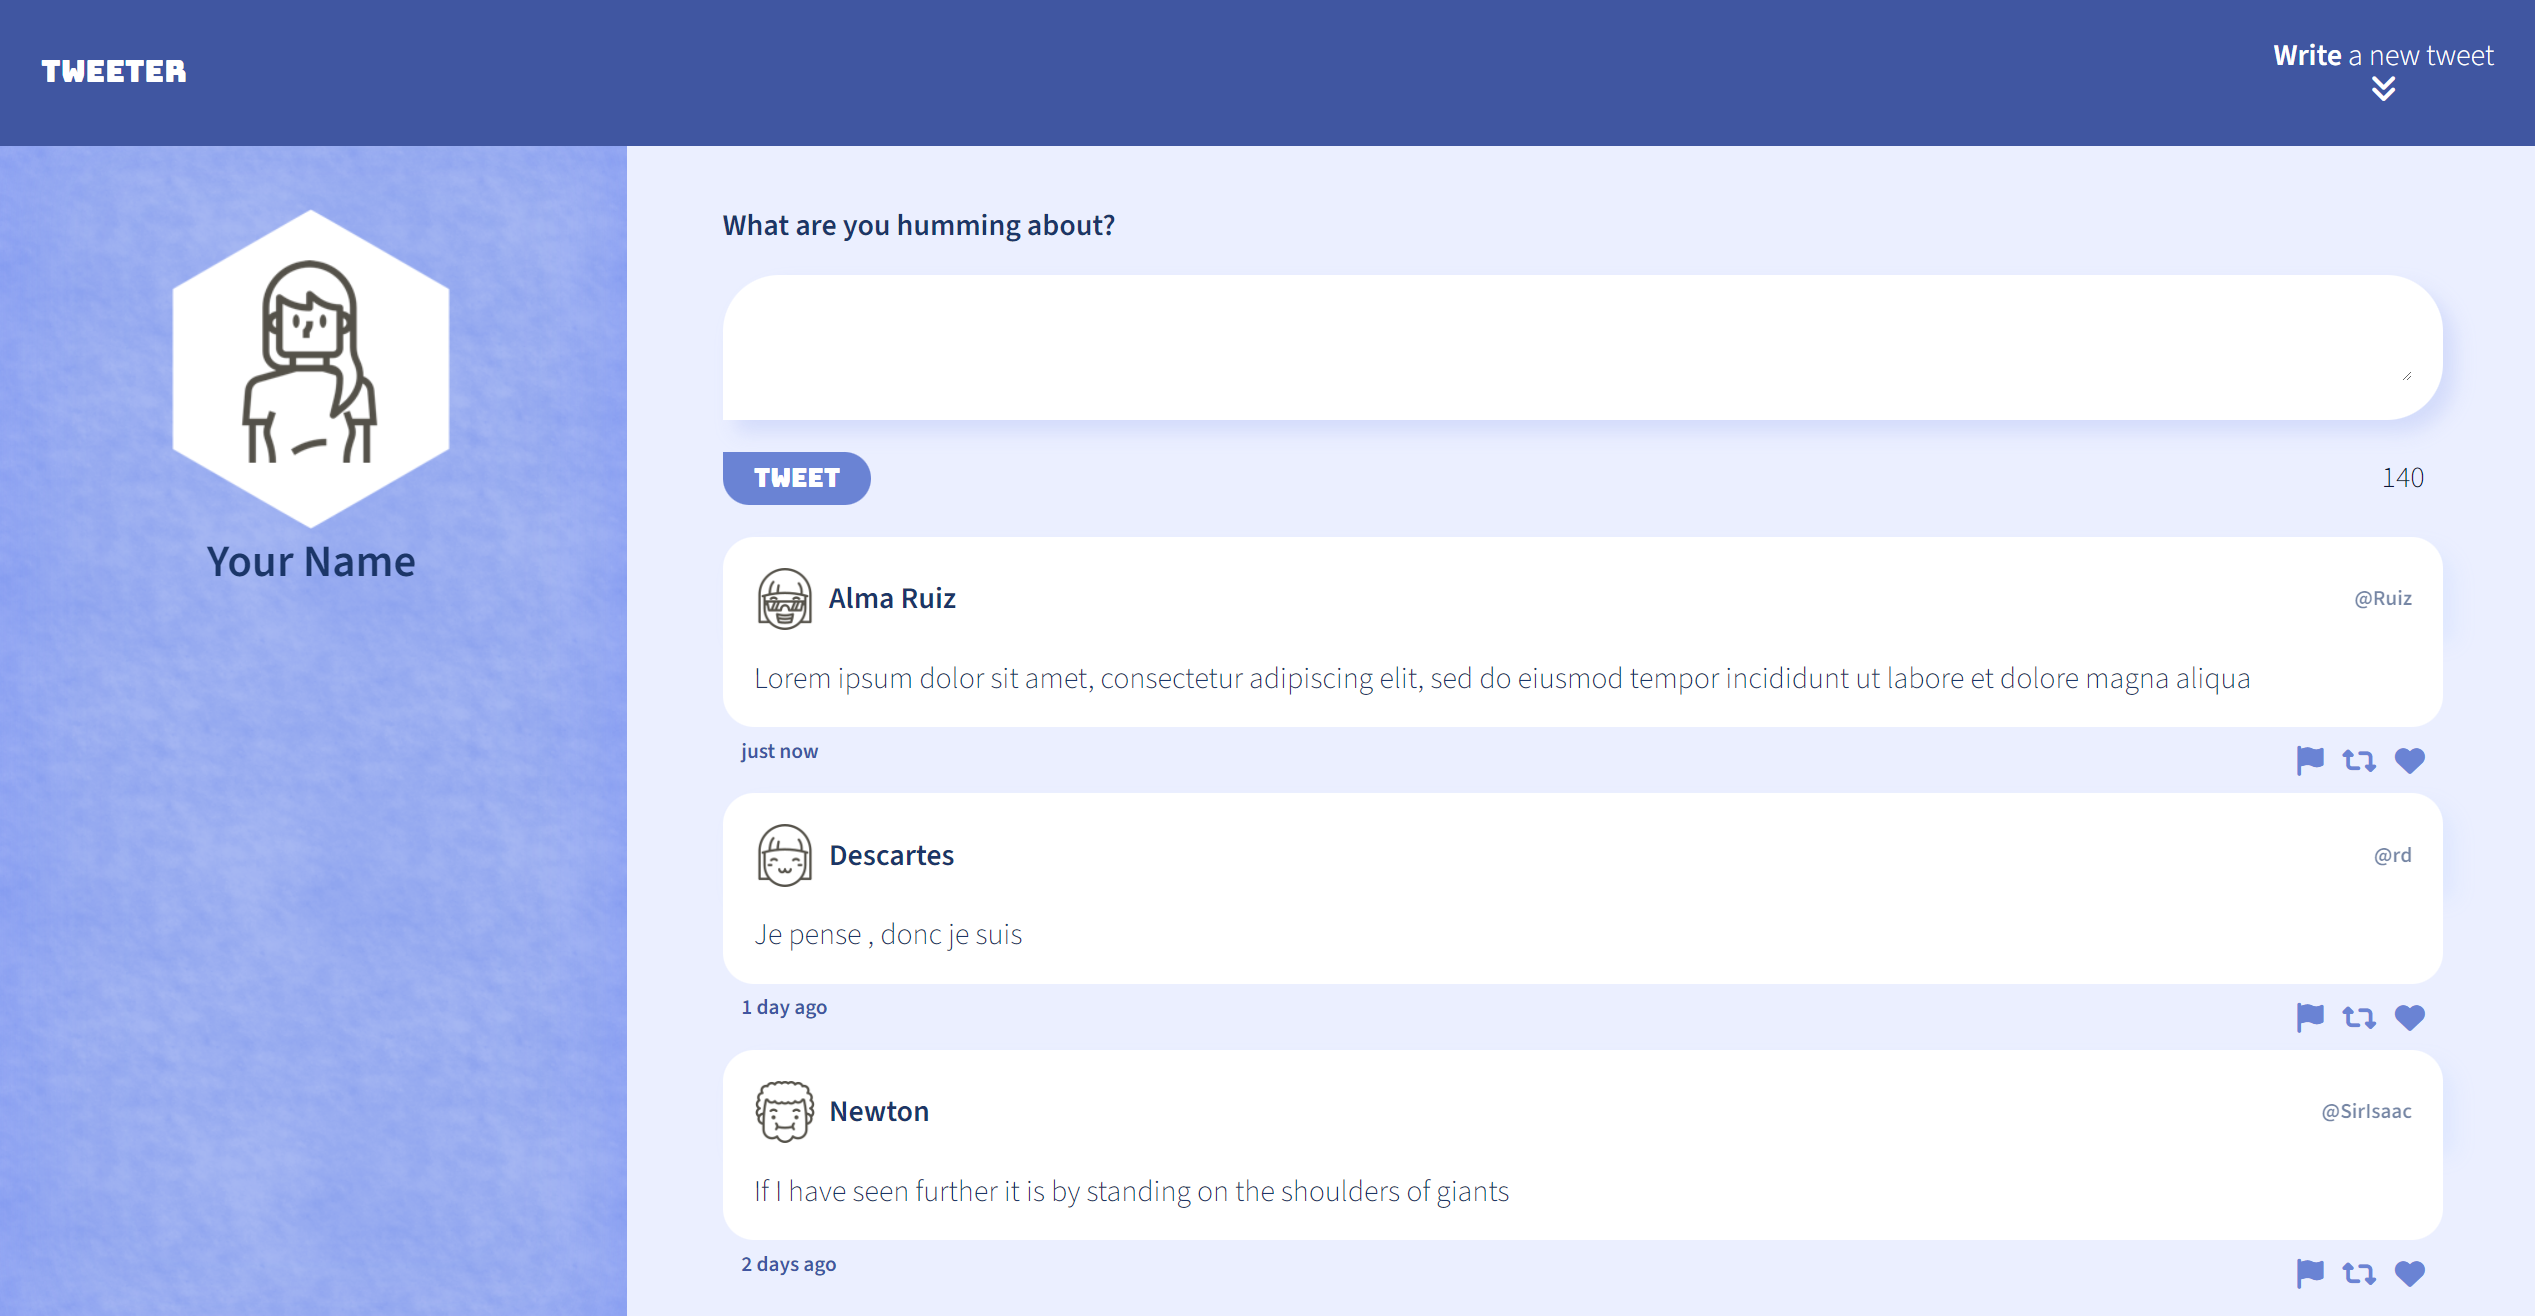 TWEETER
Write a new tweet
Your Name
What are you humming about?
TWEET
140
Alma Ruiz
@Ruiz
Lorem ipsum dolor sit amet, consectetur adipiscing elit, sed do eiusmod tempor incididunt ut labore et dolore magna aliqua
just now
Descartes
@rd
Je pense , donc je suis
1 day ago
Newton
@SirIsaac
If I have seen further it is by standing on the shoulders of giants
2 days ago